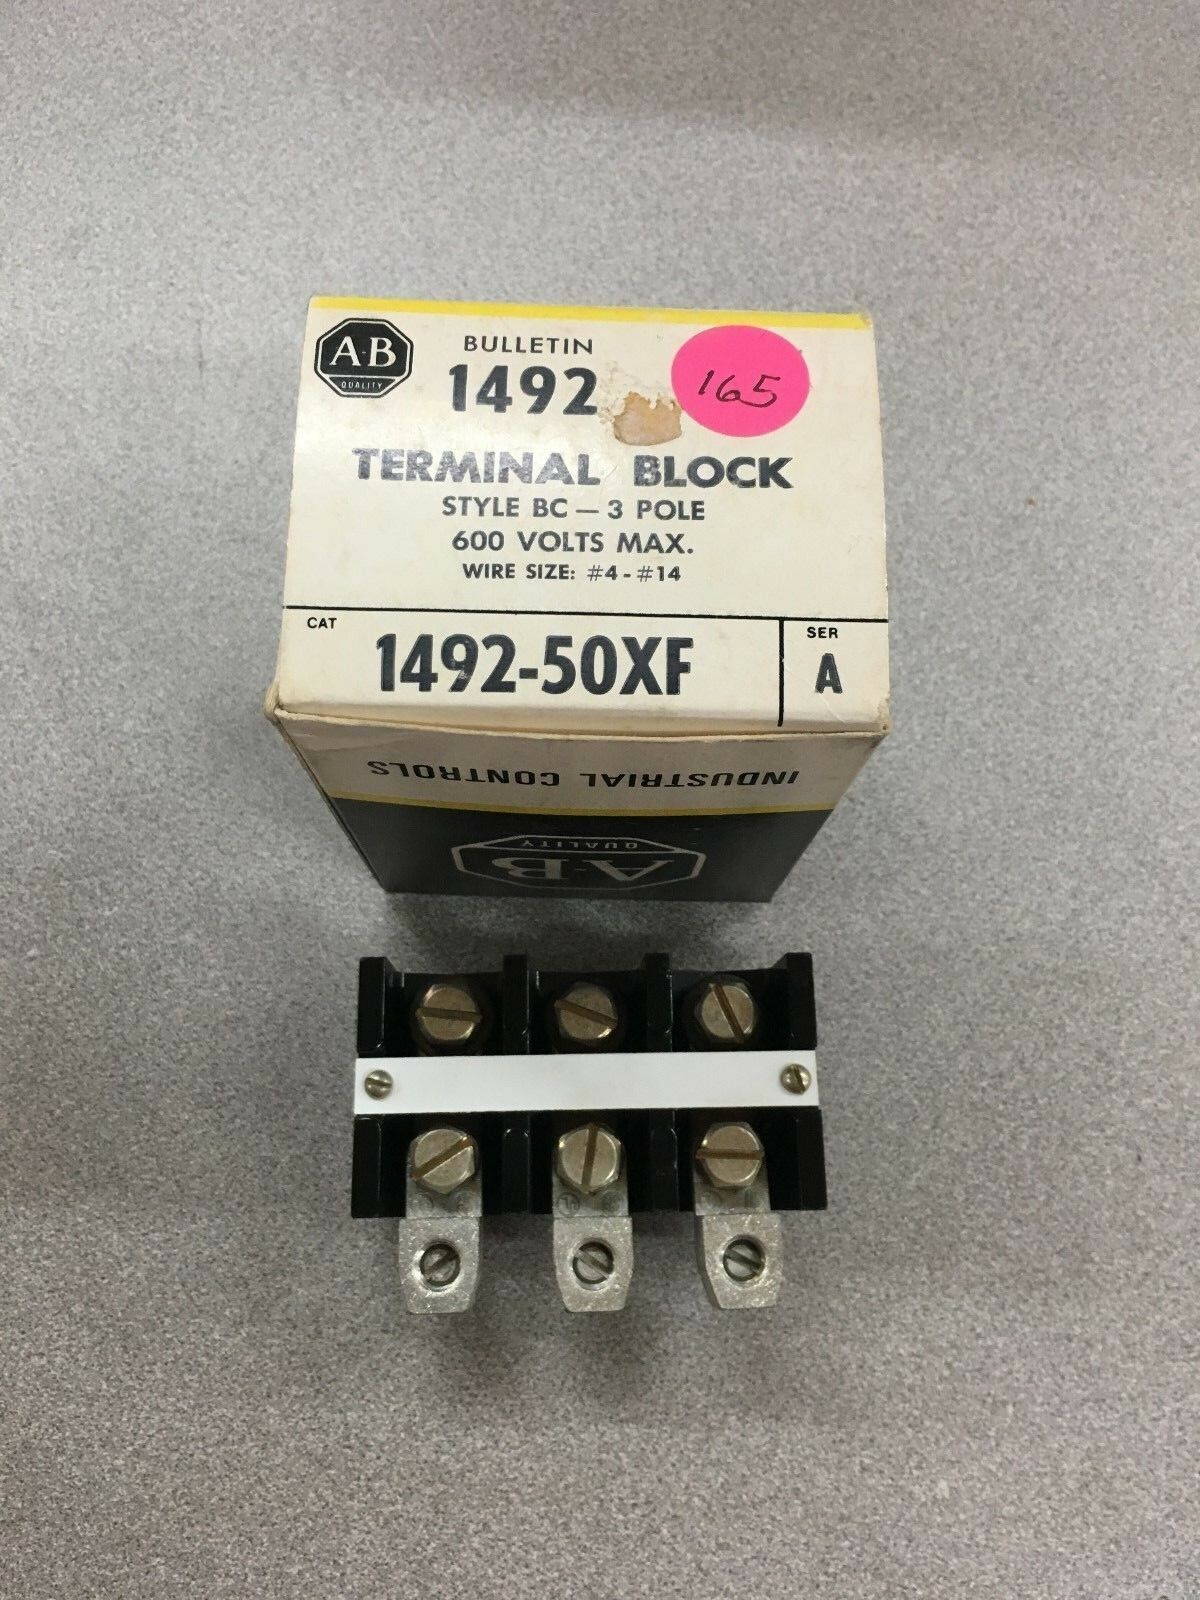 A·B
QUALITY
BULLETIN
1492
165
TERMINAL BLOCK
STYLE BC — 3 POLE
600 VOLTS MAX.
WIRE SIZE: #4 - #14
CAT
1492-50XF
SER
A
INDUSTRIAL CONTROLS
A·B
QUALITY